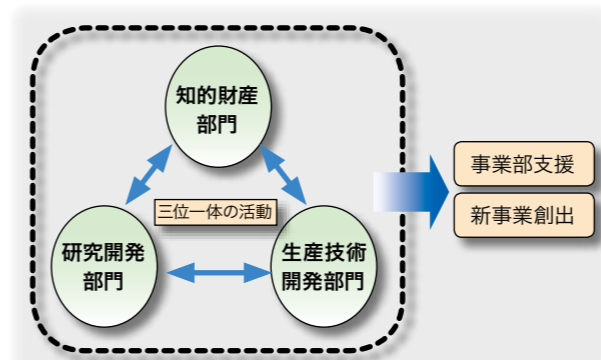 知的財産
部門
三位一体の活動
研究開発
部門
生産技術
開発部門
事業部支援
新事業創出